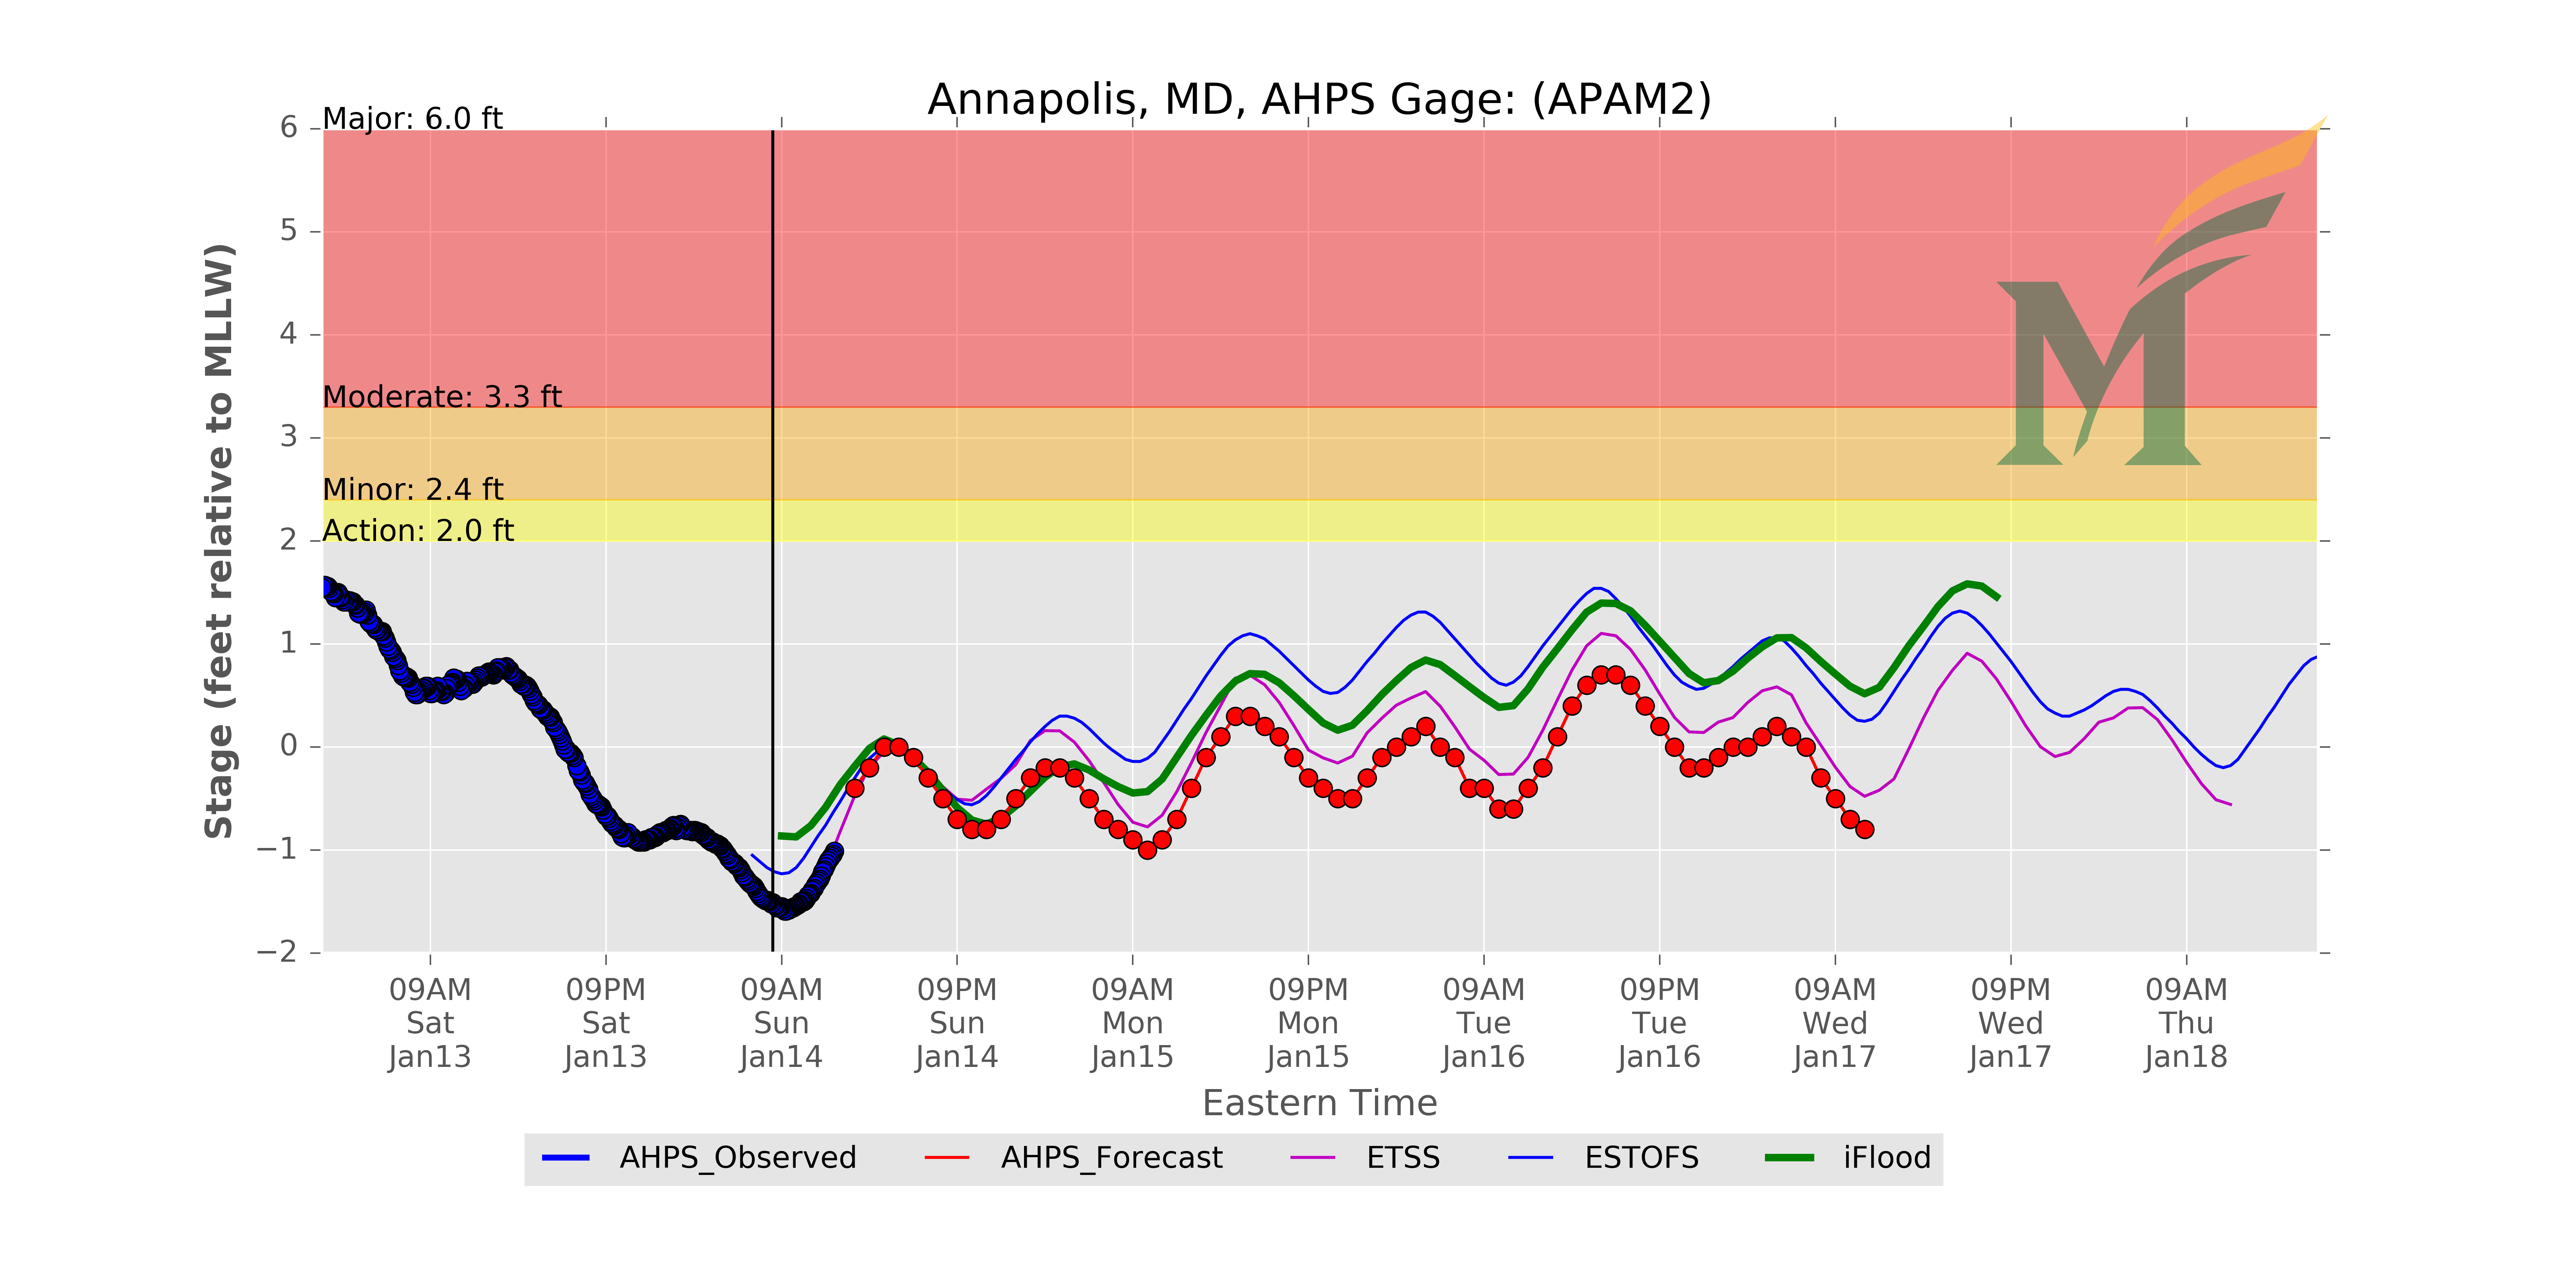 Annapolis, MD, AHPS Gage: (APAM2)
Major: 6.0 ft
Moderate: 3.3 ft
Minor: 2.4 ft
Action: 2.0 ft
Stage (feet relative to MLLW)
6
5
4
3
2
1
0
−1
−2
09AM Sat Jan13
09PM Sat Jan13
09AM Sun Jan14
09PM Sun Jan14
09AM Mon Jan15
09PM Mon Jan15
09AM Tue Jan16
09PM Tue Jan16
09AM Wed Jan17
09PM Wed Jan17
09AM Thu Jan18
Eastern Time
AHPS_Observed
AHPS_Forecast
ETSS
ESTOFS
iFlood
M